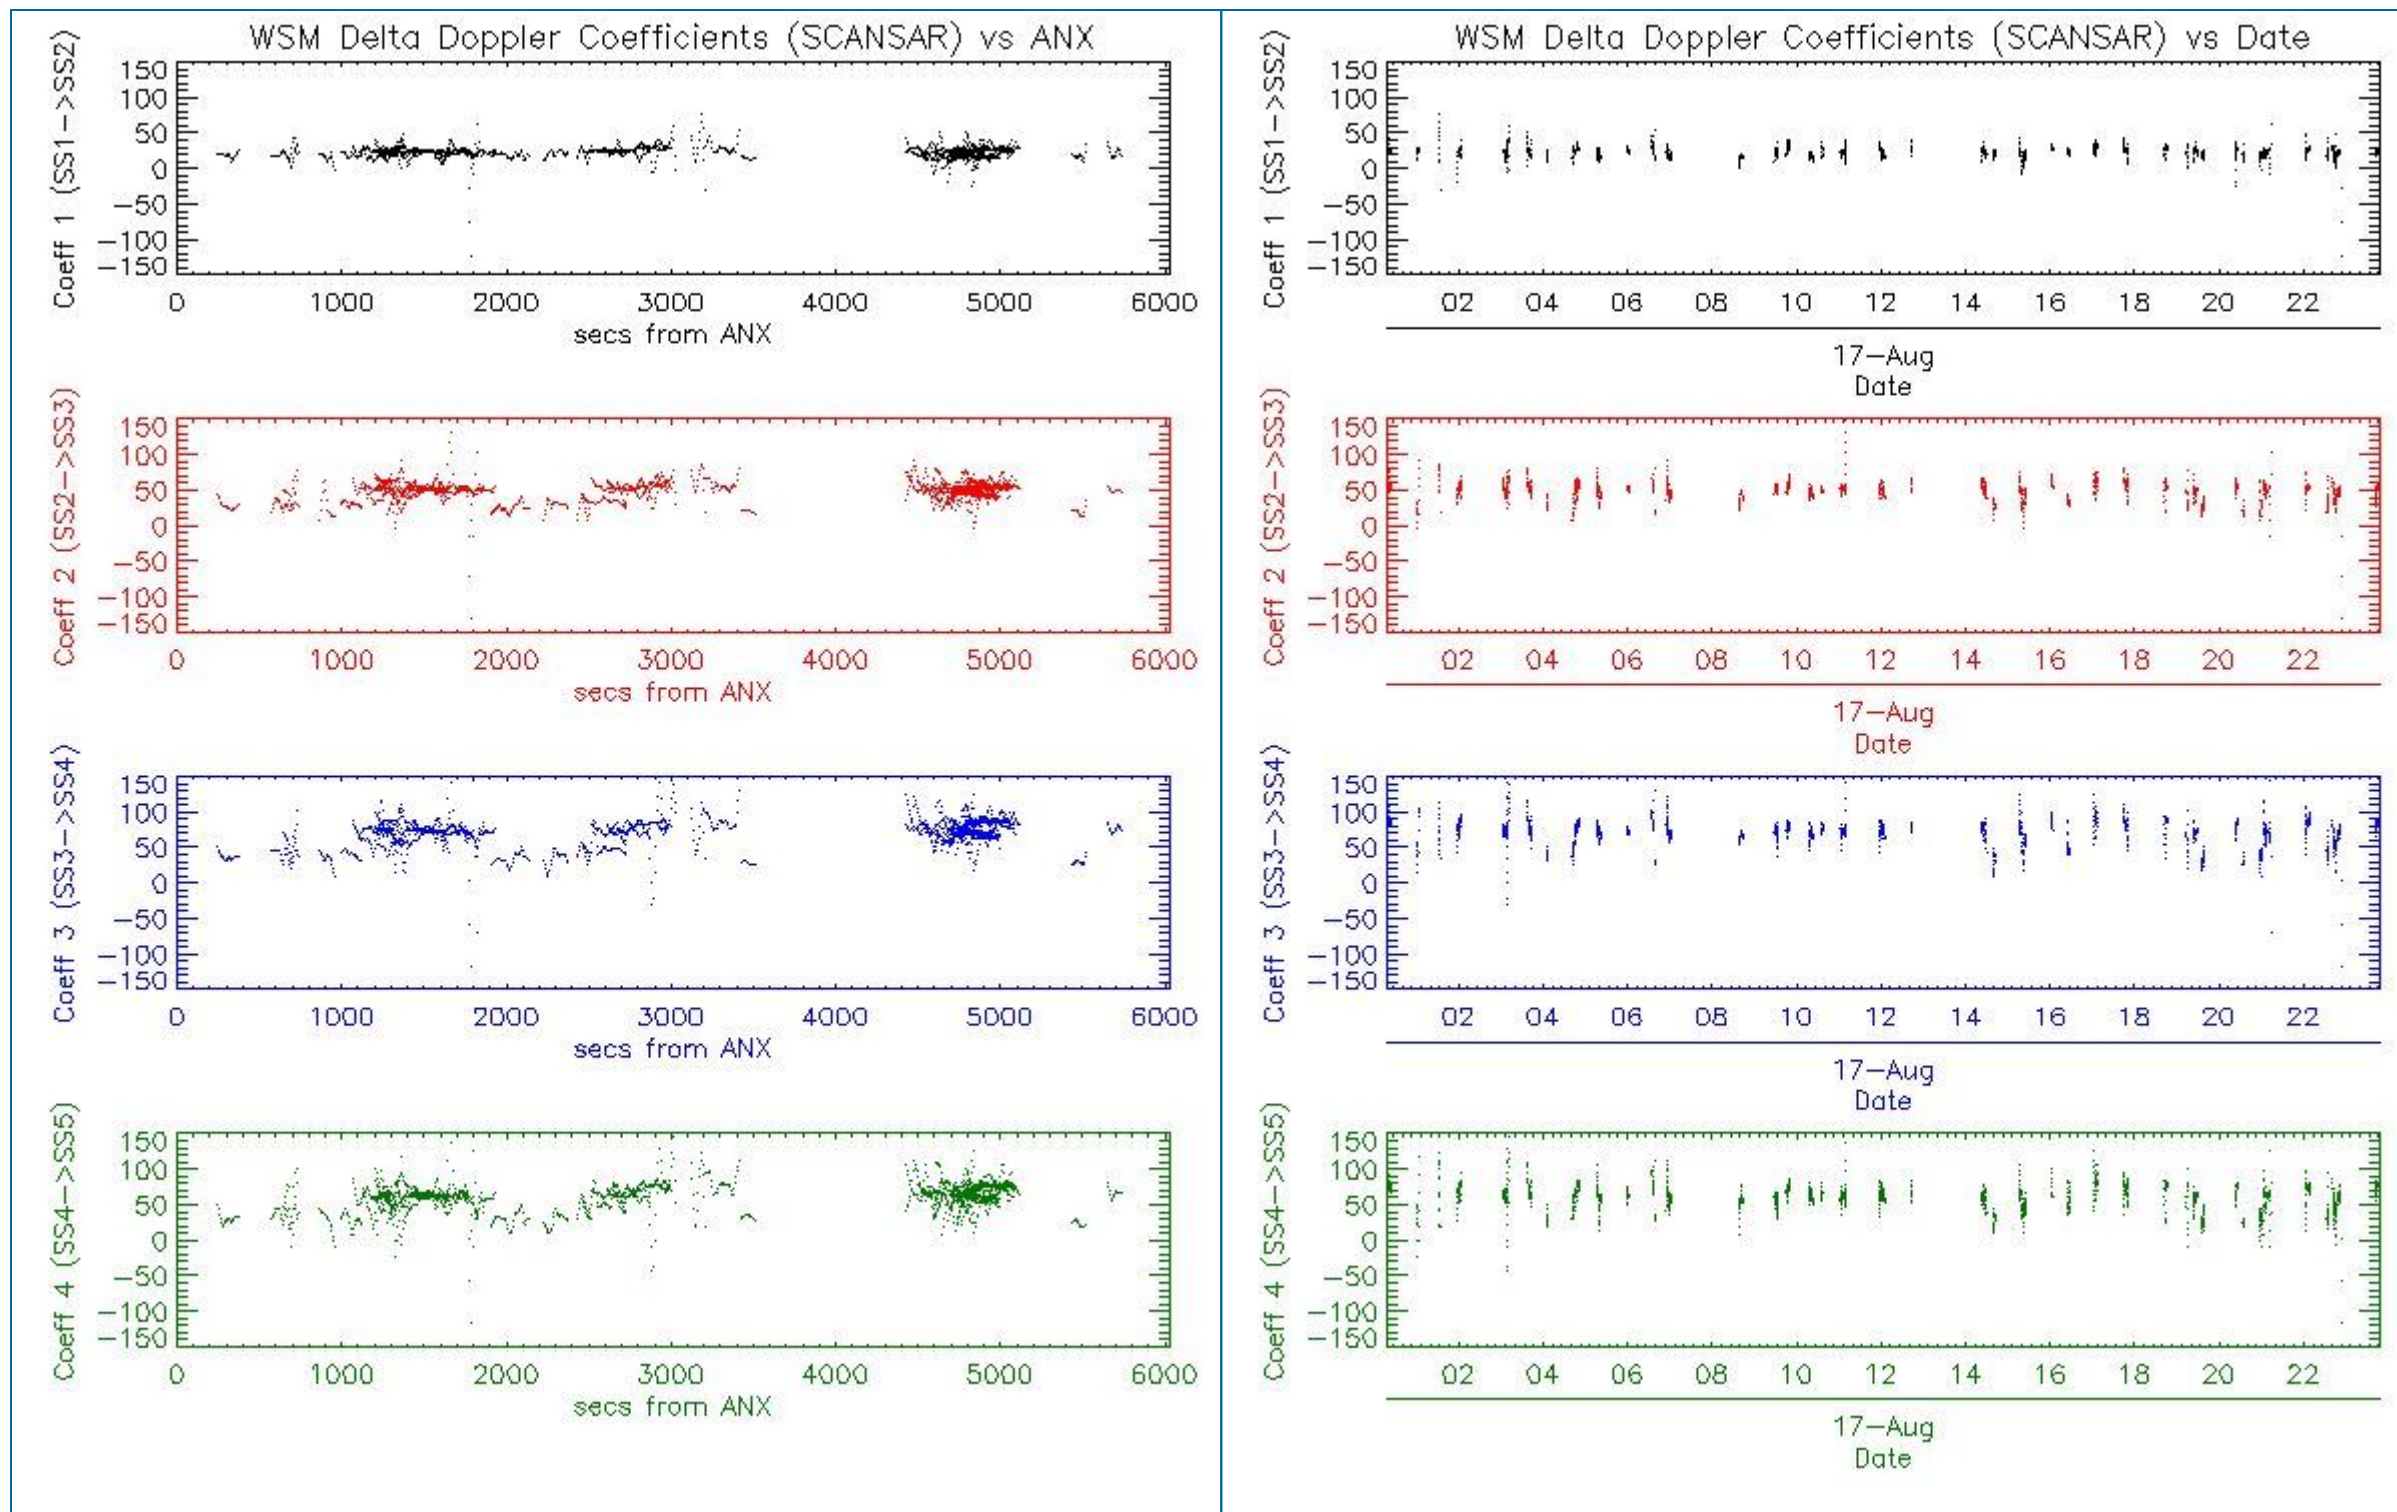 WSM Delta Doppler Coefficients (SCANSAR) vs ANX
Coeff 1 (SS1->SS2)
150
100
50
0
-50
-100
-150
0 1000 2000 3000 4000 5000 6000
secs from ANX
Coeff 2 (SS2->SS3)
150
100
50
0
-50
-100
-150
0 1000 2000 3000 4000 5000 6000
secs from ANX
Coeff 3 (SS3->SS4)
150
100
50
0
-50
-100
-150
0 1000 2000 3000 4000 5000 6000
secs from ANX
Coeff 4 (SS4->SS5)
150
100
50
0
-50
-100
-150
0 1000 2000 3000 4000 5000 6000
secs from ANX
WSM Delta Doppler Coefficients (SCANSAR) vs Date
Coeff 1 (SS1->SS2)
150
100
50
0
-50
-100
-150
02 04 06 08 10 12 14 16 18 20 22
17-Aug
Date
Coeff 2 (SS2->SS3)
150
100
50
0
-50
-100
-150
02 04 06 08 10 12 14 16 18 20 22
17-Aug
Date
Coeff 3 (SS3->SS4)
150
100
50
0
-50
-100
-150
02 04 06 08 10 12 14 16 18 20 22
17-Aug
Date
Coeff 4 (SS4->SS5)
150
100
50
0
-50
-100
-150
02 04 06 08 10 12 14 16 18 20 22
17-Aug
Date